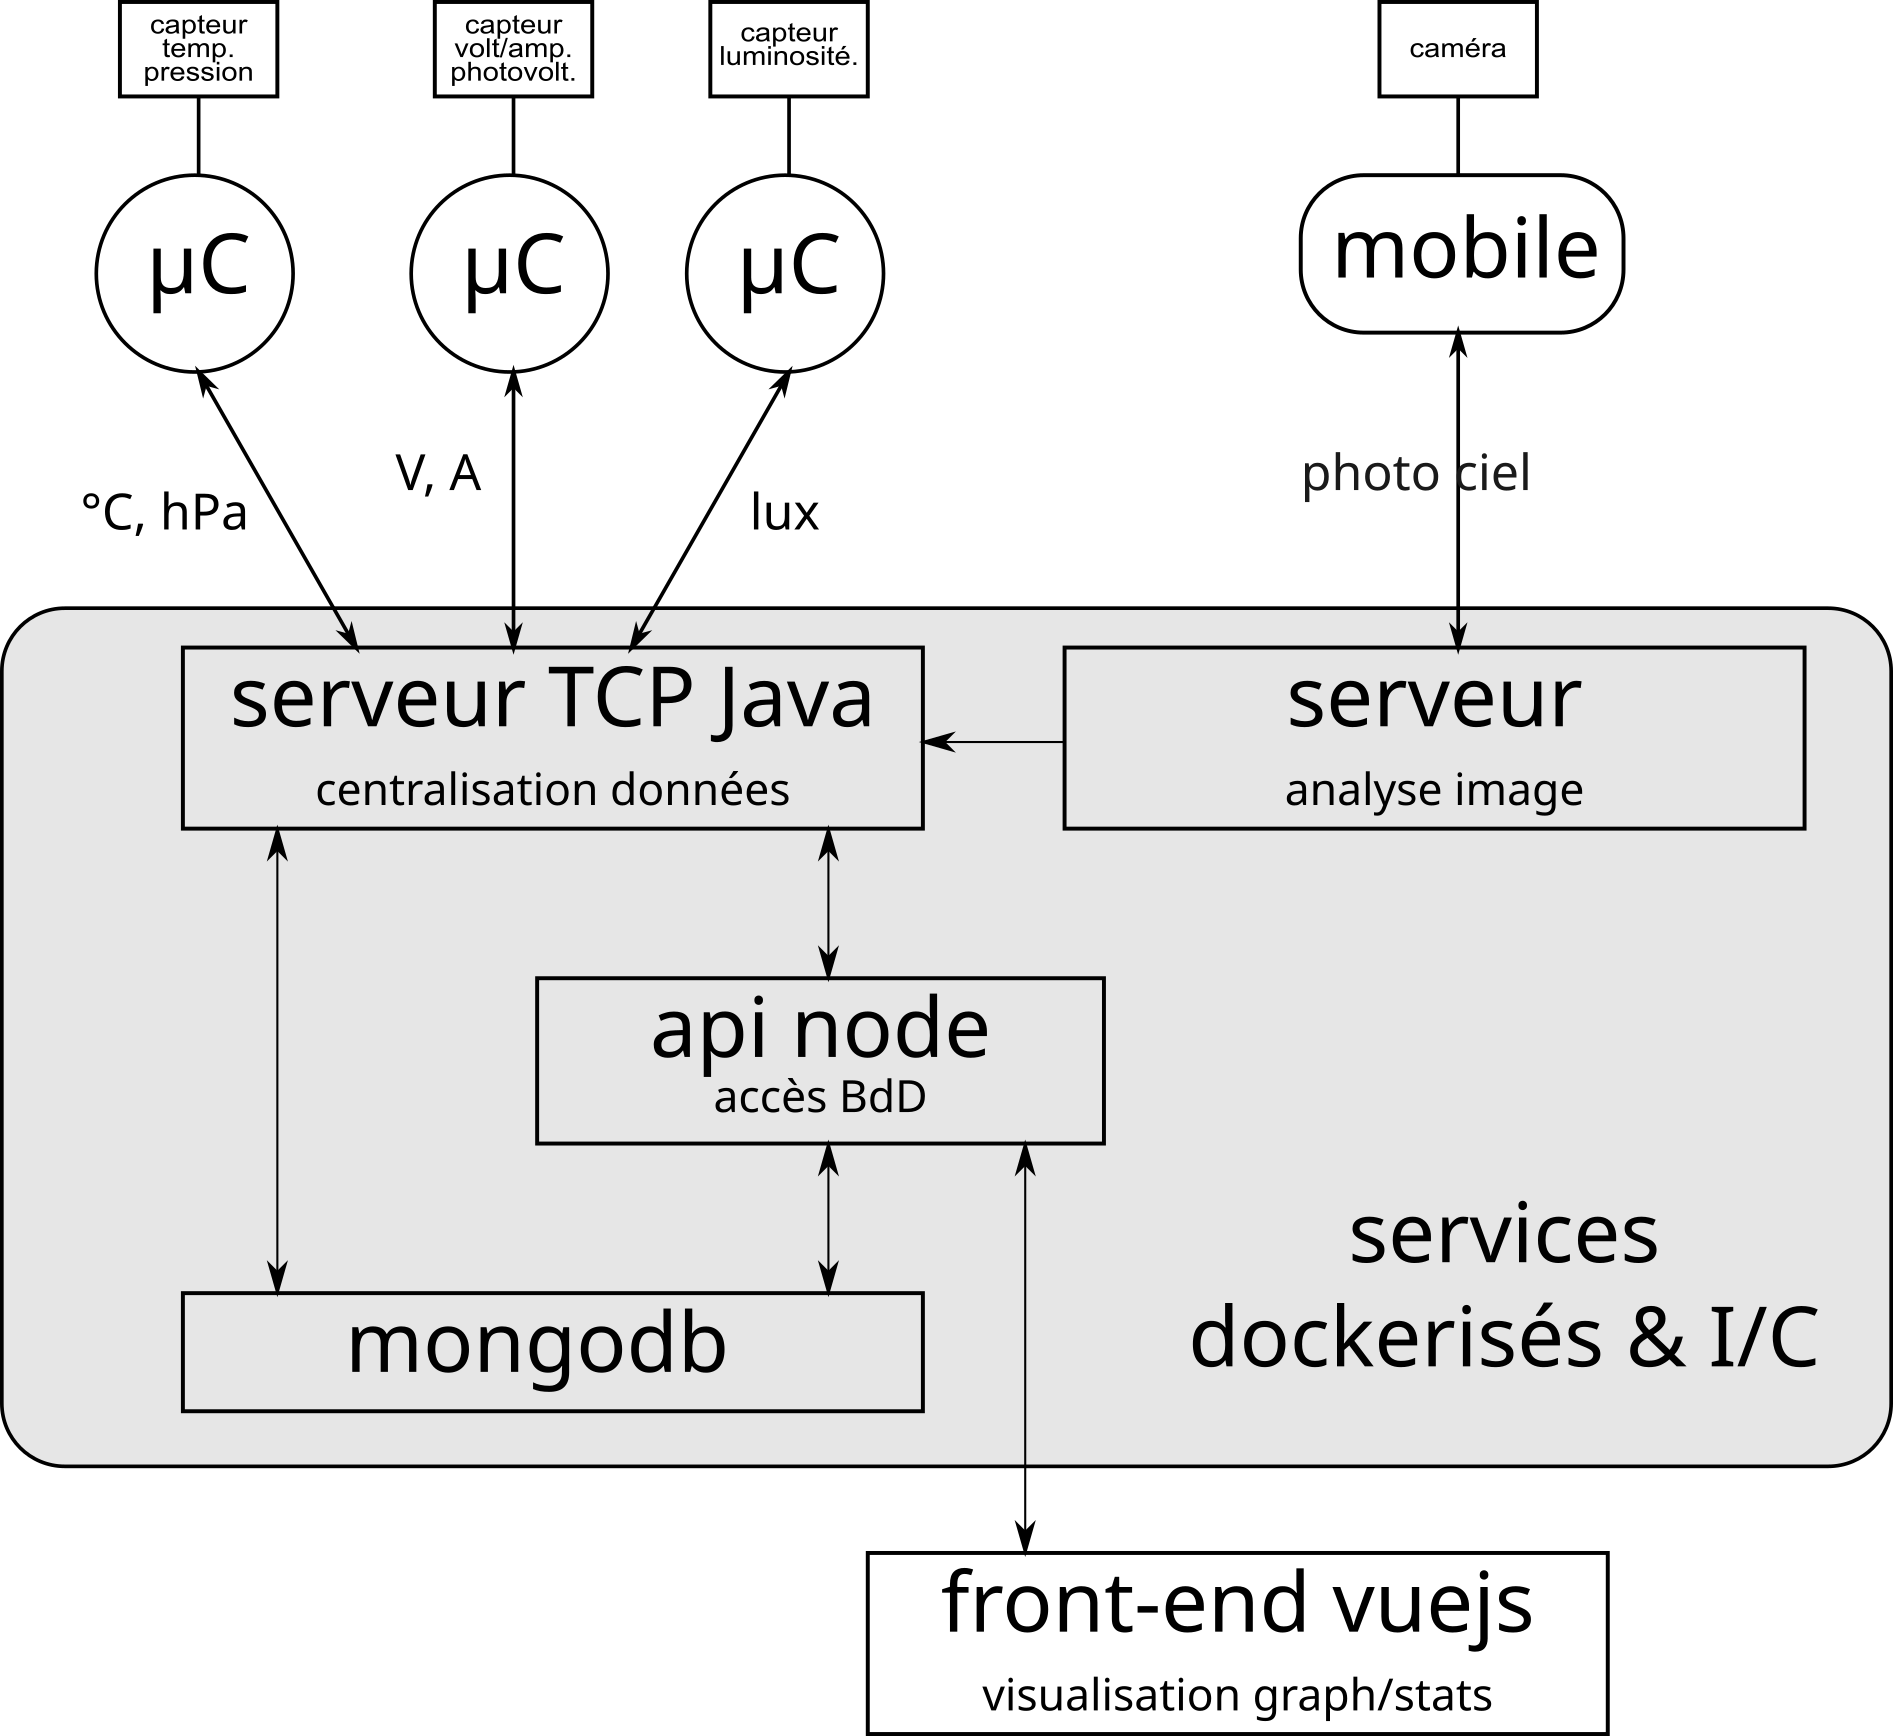 capteur
temp.
pression
capteur
volt/amp.
photovolt.
capteur
luminosité.
caméra
µC
µC
µC
mobile
°C, hPa
V, A
lux
photo ciel
serveur TCP Java
centralisation données
serveur
analyse image
api node
accès BdD
mongodb
services
dockerisés & I/C
front-end vuejs
visualisation graph/stats